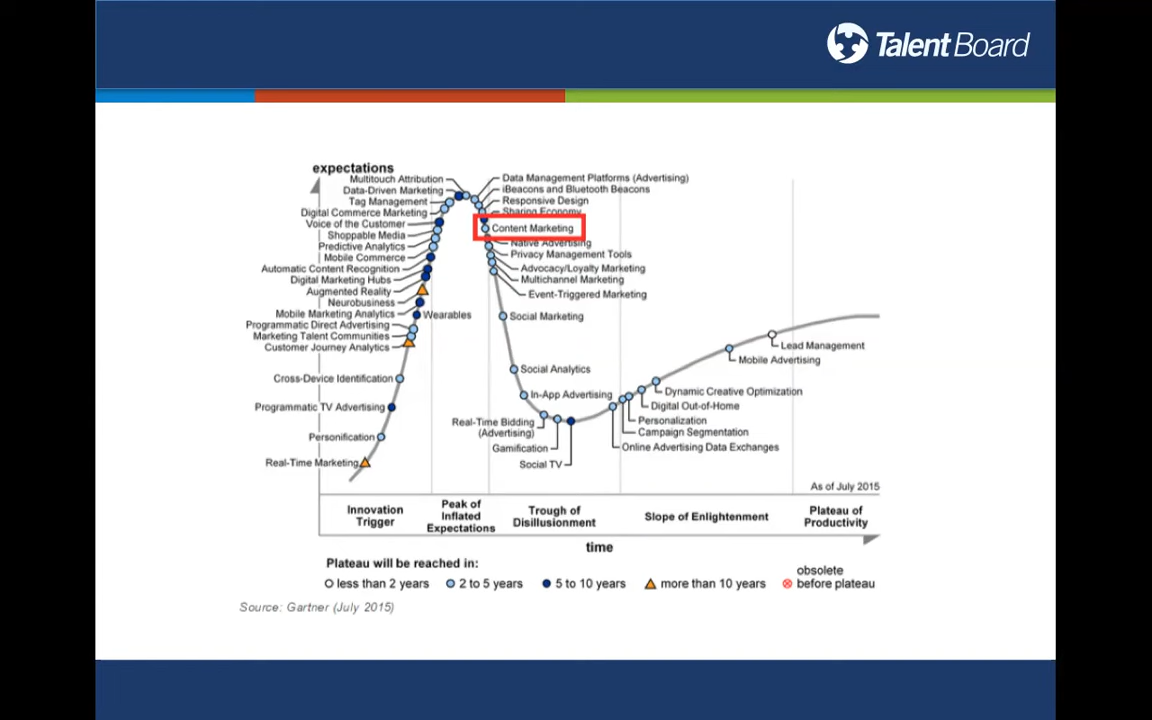 Talent Board
expectations
Multitouch Attribution
Data-Driven Marketing
Tag Management
Digital Commerce Marketing
Voice of the Customer
Shoppable Media
Predictive Analytics
Mobile Commerce
Automatic Content Recognition
Digital Marketing Hubs
Augmented Reality
Neurobusiness
Mobile Marketing Analytics
Wearables
Programmatic Direct Advertising
Marketing Talent Communities
Customer Journey Analytics
Cross-Device Identification
Programmatic TV Advertising
Personification
Real-Time Marketing
Data Management Platforms (Advertising)
iBeacons and Bluetooth Beacons
Responsive Design
Sharing Economy
Content Marketing
Native Advertising
Privacy Management Tools
Advocacy/Loyalty Marketing
Multichannel Marketing
Event-Triggered Marketing
Social Marketing
Social Analytics
In-App Advertising
Real-Time Bidding
(Advertising)
Gamification
Social TV
Lead Management
Mobile Advertising
Dynamic Creative Optimization
Digital Out-of-Home
Personalization
Campaign Segmentation
Online Advertising Data Exchanges
As of July 2015
Innovation
Trigger
Peak of
Inflated
Expectations
Trough of
Disillusionment
Slope of Enlightenment
Plateau of
Productivity
time
Plateau will be reached in:
less than 2 years
2 to 5 years
5 to 10 years
more than 10 years
obsolete
before plateau
Source: Gartner (July 2015)